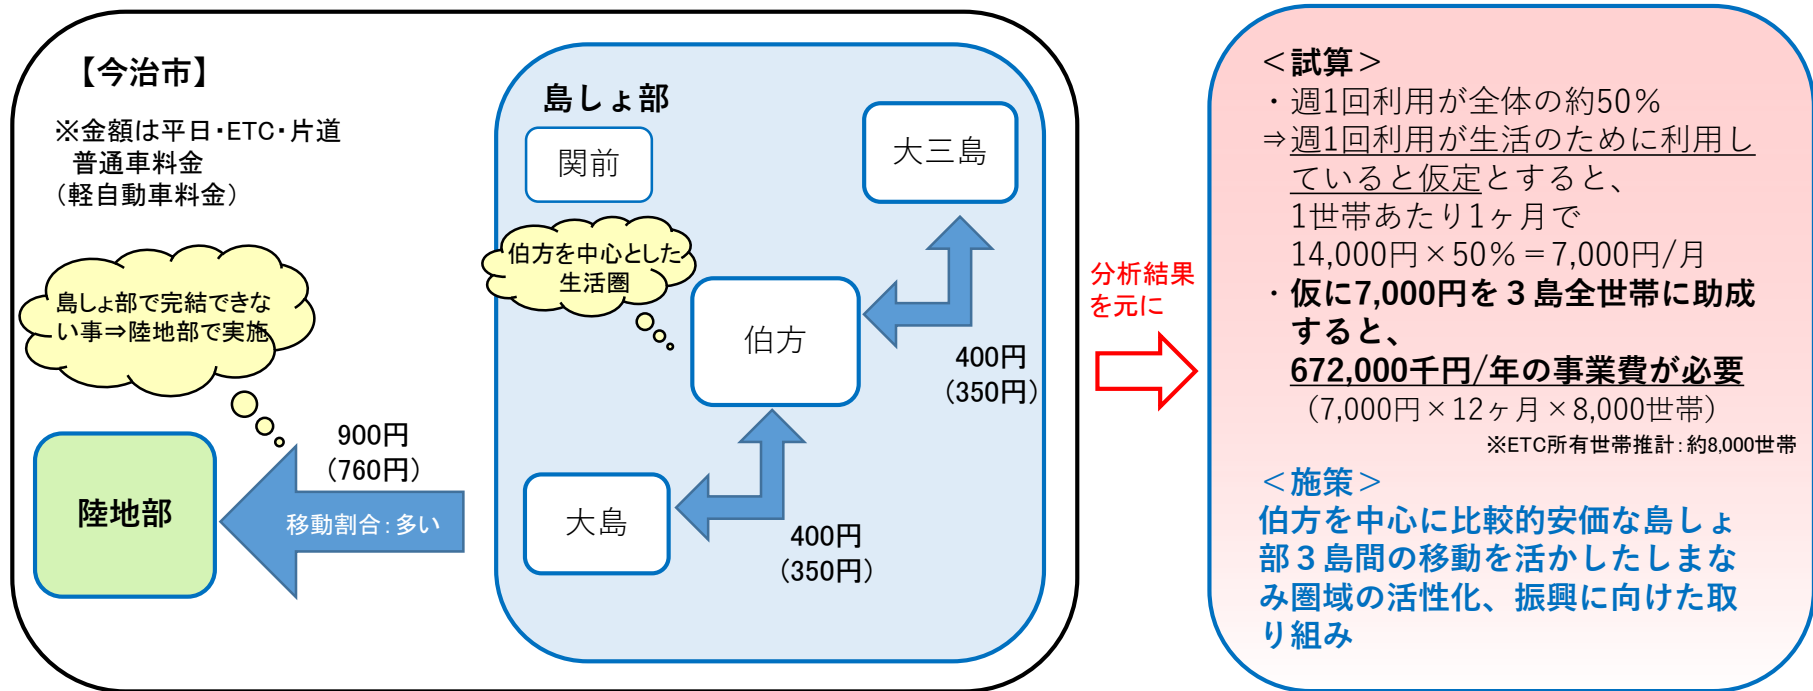 【今治市】
※金額は平日・ETC・片道
普通車料金
（軽自動車料金）
島しょ部で完結できな
い事⇒陸地部で実施
陸地部
900円
（760円）
移動割合：多い
島しょ部
関前
大三島
伯方を中心とした
生活圏
伯方
400円
（350円）
大島
400円
（350円）
分析結果
を元に
＜試算＞
・週1回利用が全体の約50％
⇒週1回利用が生活のために利用し
ていると仮定とすると、
1世帯あたり1ヶ月で
14,000円×50％＝7,000円/月
・仮に7,000円を３島全世帯に助成
すると、
672,000千円/年の事業費が必要
（7,000円×12ヶ月×8,000世帯）
※ETC所有世帯推計：約8,000世帯
＜施策＞
伯方を中心に比較的安価な島しょ
部３島間の移動を活かしたしまな
み圏域の活性化、振興に向けた取
り組み